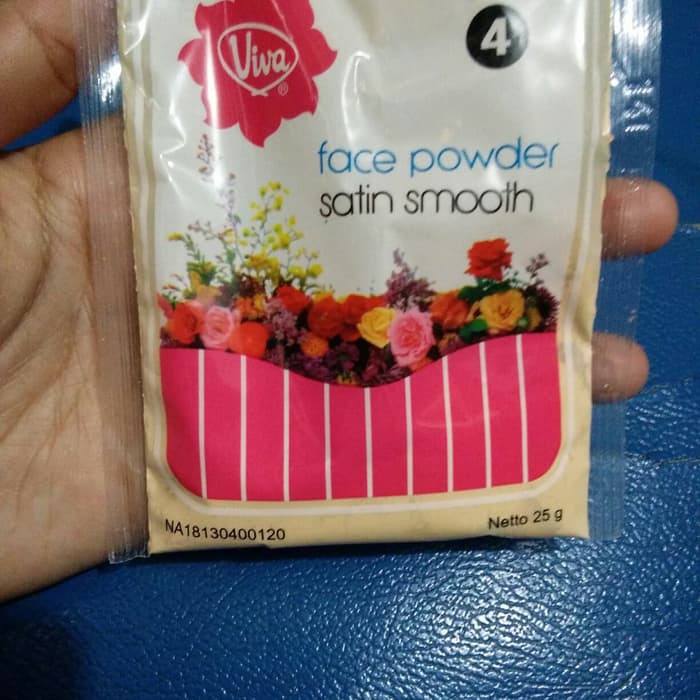 Viva
®
4
face powder
satin smooth
NA18130400120
Netto 25 g